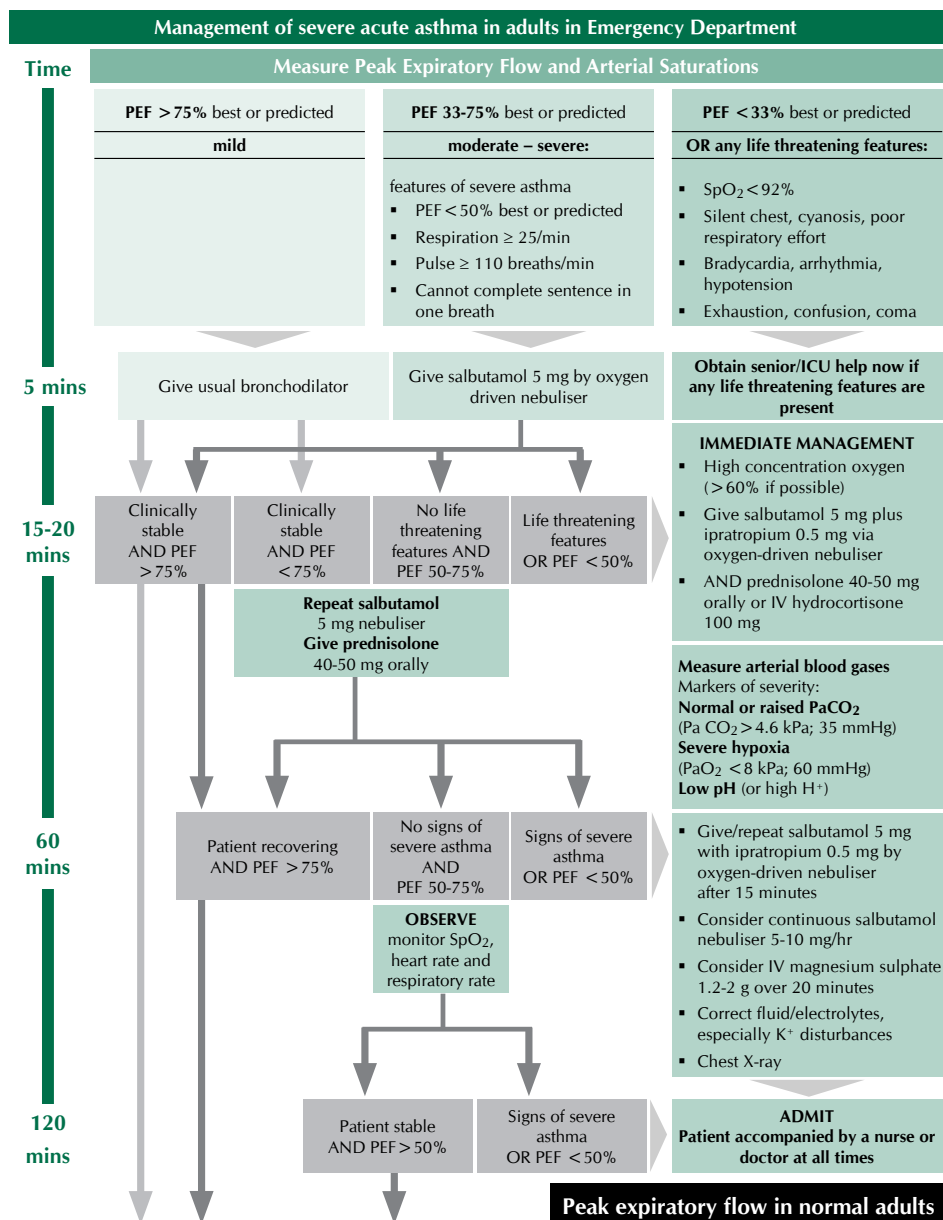 Management of severe acute asthma in adults in Emergency Department
Time
Measure Peak Expiratory Flow and Arterial Saturations
PEF >75% best or predicted
mild
PEF 33-75% best or predicted
moderate – severe:
features of severe asthma
▪ PEF<50% best or predicted
▪ Respiration ≥ 25/min
▪ Pulse ≥ 110 breaths/min
▪ Cannot complete sentence in
one breath
PEF <33% best or predicted
OR any life threatening features:
▪ SpO₂<92%
▪ Silent chest, cyanosis, poor
respiratory effort
▪ Bradycardia, arrhythmia,
hypotension
▪ Exhaustion, confusion, coma
5 mins
Give usual bronchodilator
Give salbutamol 5 mg by oxygen
driven nebuliser
Obtain senior/ICU help now if
any life threatening features are
present
IMMEDIATE MANAGEMENT
▪ High concentration oxygen
(>60% if possible)
▪ Give salbutamol 5 mg plus
ipratropium 0.5 mg via
oxygen-driven nebuliser
▪ AND prednisolone 40-50 mg
orally or IV hydrocortisone
100 mg
15-20
mins
Clinically
stable
AND PEF
>75%
Clinically
stable
AND PEF
<75%
No life
threatening
features AND
PEF 50-75%
Life threatening
features
OR PEF <50%
Repeat salbutamol
5 mg nebuliser
Give prednisolone
40-50 mg orally
Measure arterial blood gases
Markers of severity:
Normal or raised PaCO₂
(Pa CO₂>4.6 kPa; 35 mmHg)
Severe hypoxia
(PaO₂ <8 kPa; 60 mmHg)
Low pH (or high H⁺)
60
mins
Patient recovering
AND PEF >75%
No signs of
severe asthma
AND
PEF 50-75%
Signs of severe
asthma
OR PEF <50%
▪ Give/repeat salbutamol 5 mg
with ipratropium 0.5 mg by
oxygen-driven nebuliser
after 15 minutes
▪ Consider continuous salbutamol
nebuliser 5-10 mg/hr
▪ Consider IV magnesium sulphate
1.2-2 g over 20 minutes
▪ Correct fluid/electrolytes,
especially K⁺ disturbances
▪ Chest X-ray
OBSERVE
monitor SpO₂,
heart rate and
respiratory rate
120
mins
Patient stable
AND PEF>50%
Signs of severe
asthma
OR PEF <50%
ADMIT
Patient accompanied by a nurse or
doctor at all times
Peak expiratory flow in normal adults